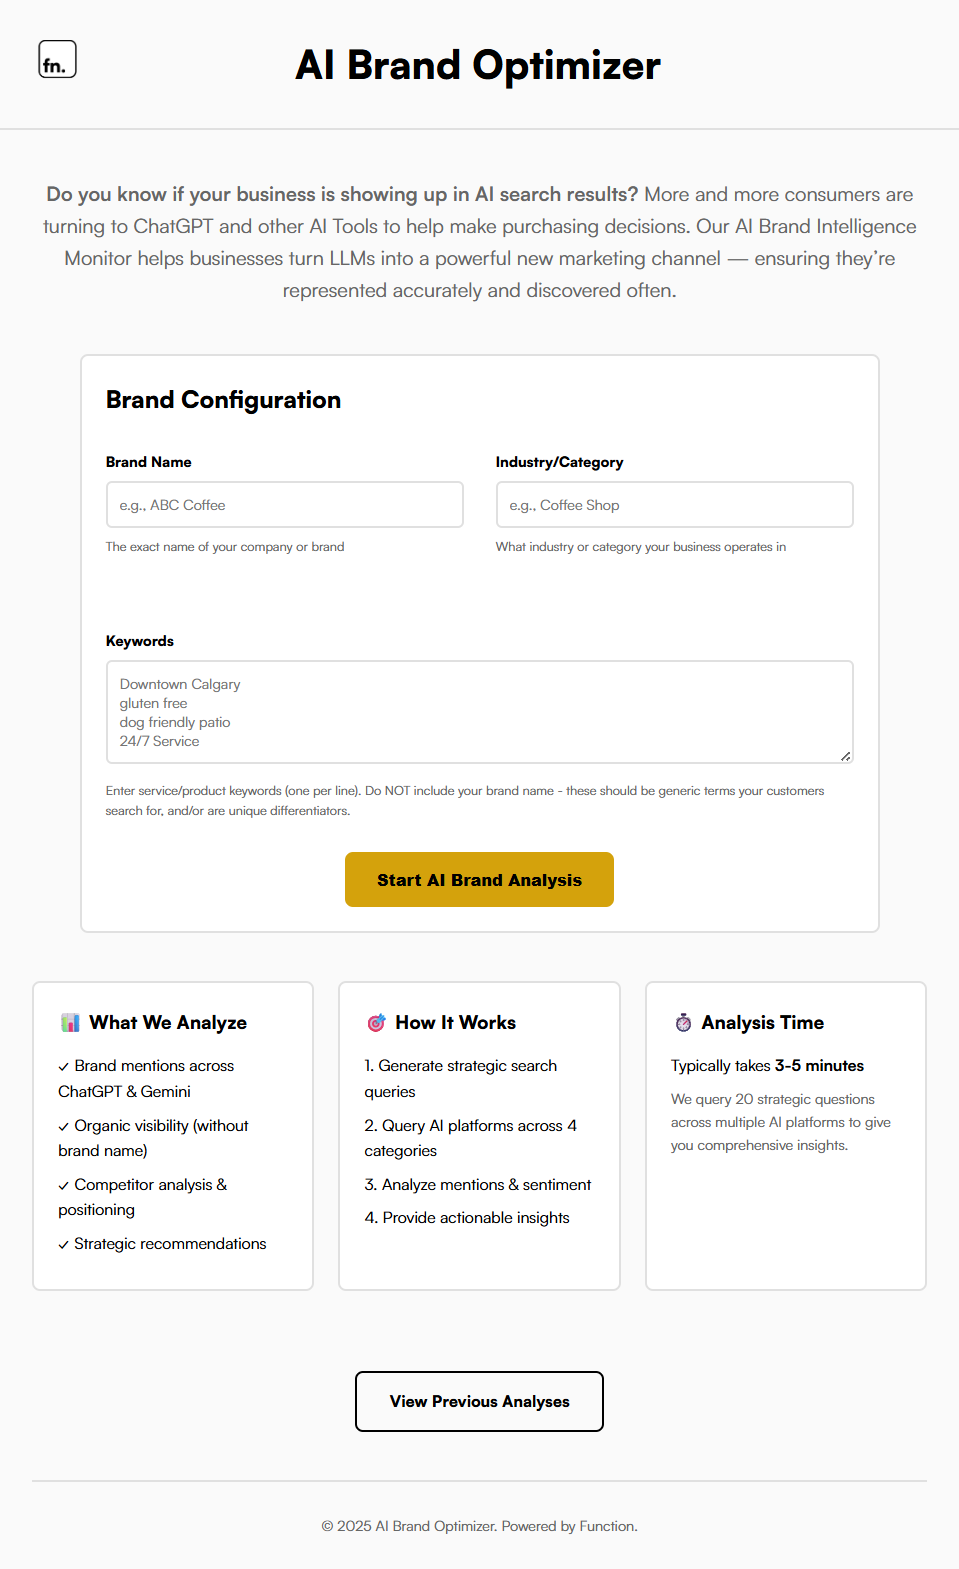 fn.
AI Brand Optimizer
Do you know if your business is showing up in AI search results? More and more consumers are
turning to ChatGPT and other AI Tools to help make purchasing decisions. Our AI Brand Intelligence
Monitor helps businesses turn LLMs into a powerful new marketing channel — ensuring they’re
represented accurately and discovered often.
Brand Configuration
Brand Name
e.g., ABC Coffee
The exact name of your company or brand
Industry/Category
e.g., Coffee Shop
What industry or category your business operates in
Keywords
Downtown Calgary
gluten free
dog friendly patio
24/7 Service
Enter service/product keywords (one per line). Do NOT include your brand name - these should be generic terms your customers
search for, and/or are unique differentiators.
Start AI Brand Analysis
📊 What We Analyze
✓ Brand mentions across
ChatGPT & Gemini
✓ Organic visibility (without
brand name)
✓ Competitor analysis &
positioning
✓ Strategic recommendations
🎯 How It Works
1. Generate strategic search
queries
2. Query AI platforms across 4
categories
3. Analyze mentions & sentiment
4. Provide actionable insights
⏱️ Analysis Time
Typically takes 3-5 minutes
We query 20 strategic questions
across multiple AI platforms to give
you comprehensive insights.
View Previous Analyses
© 2025 AI Brand Optimizer. Powered by Function.